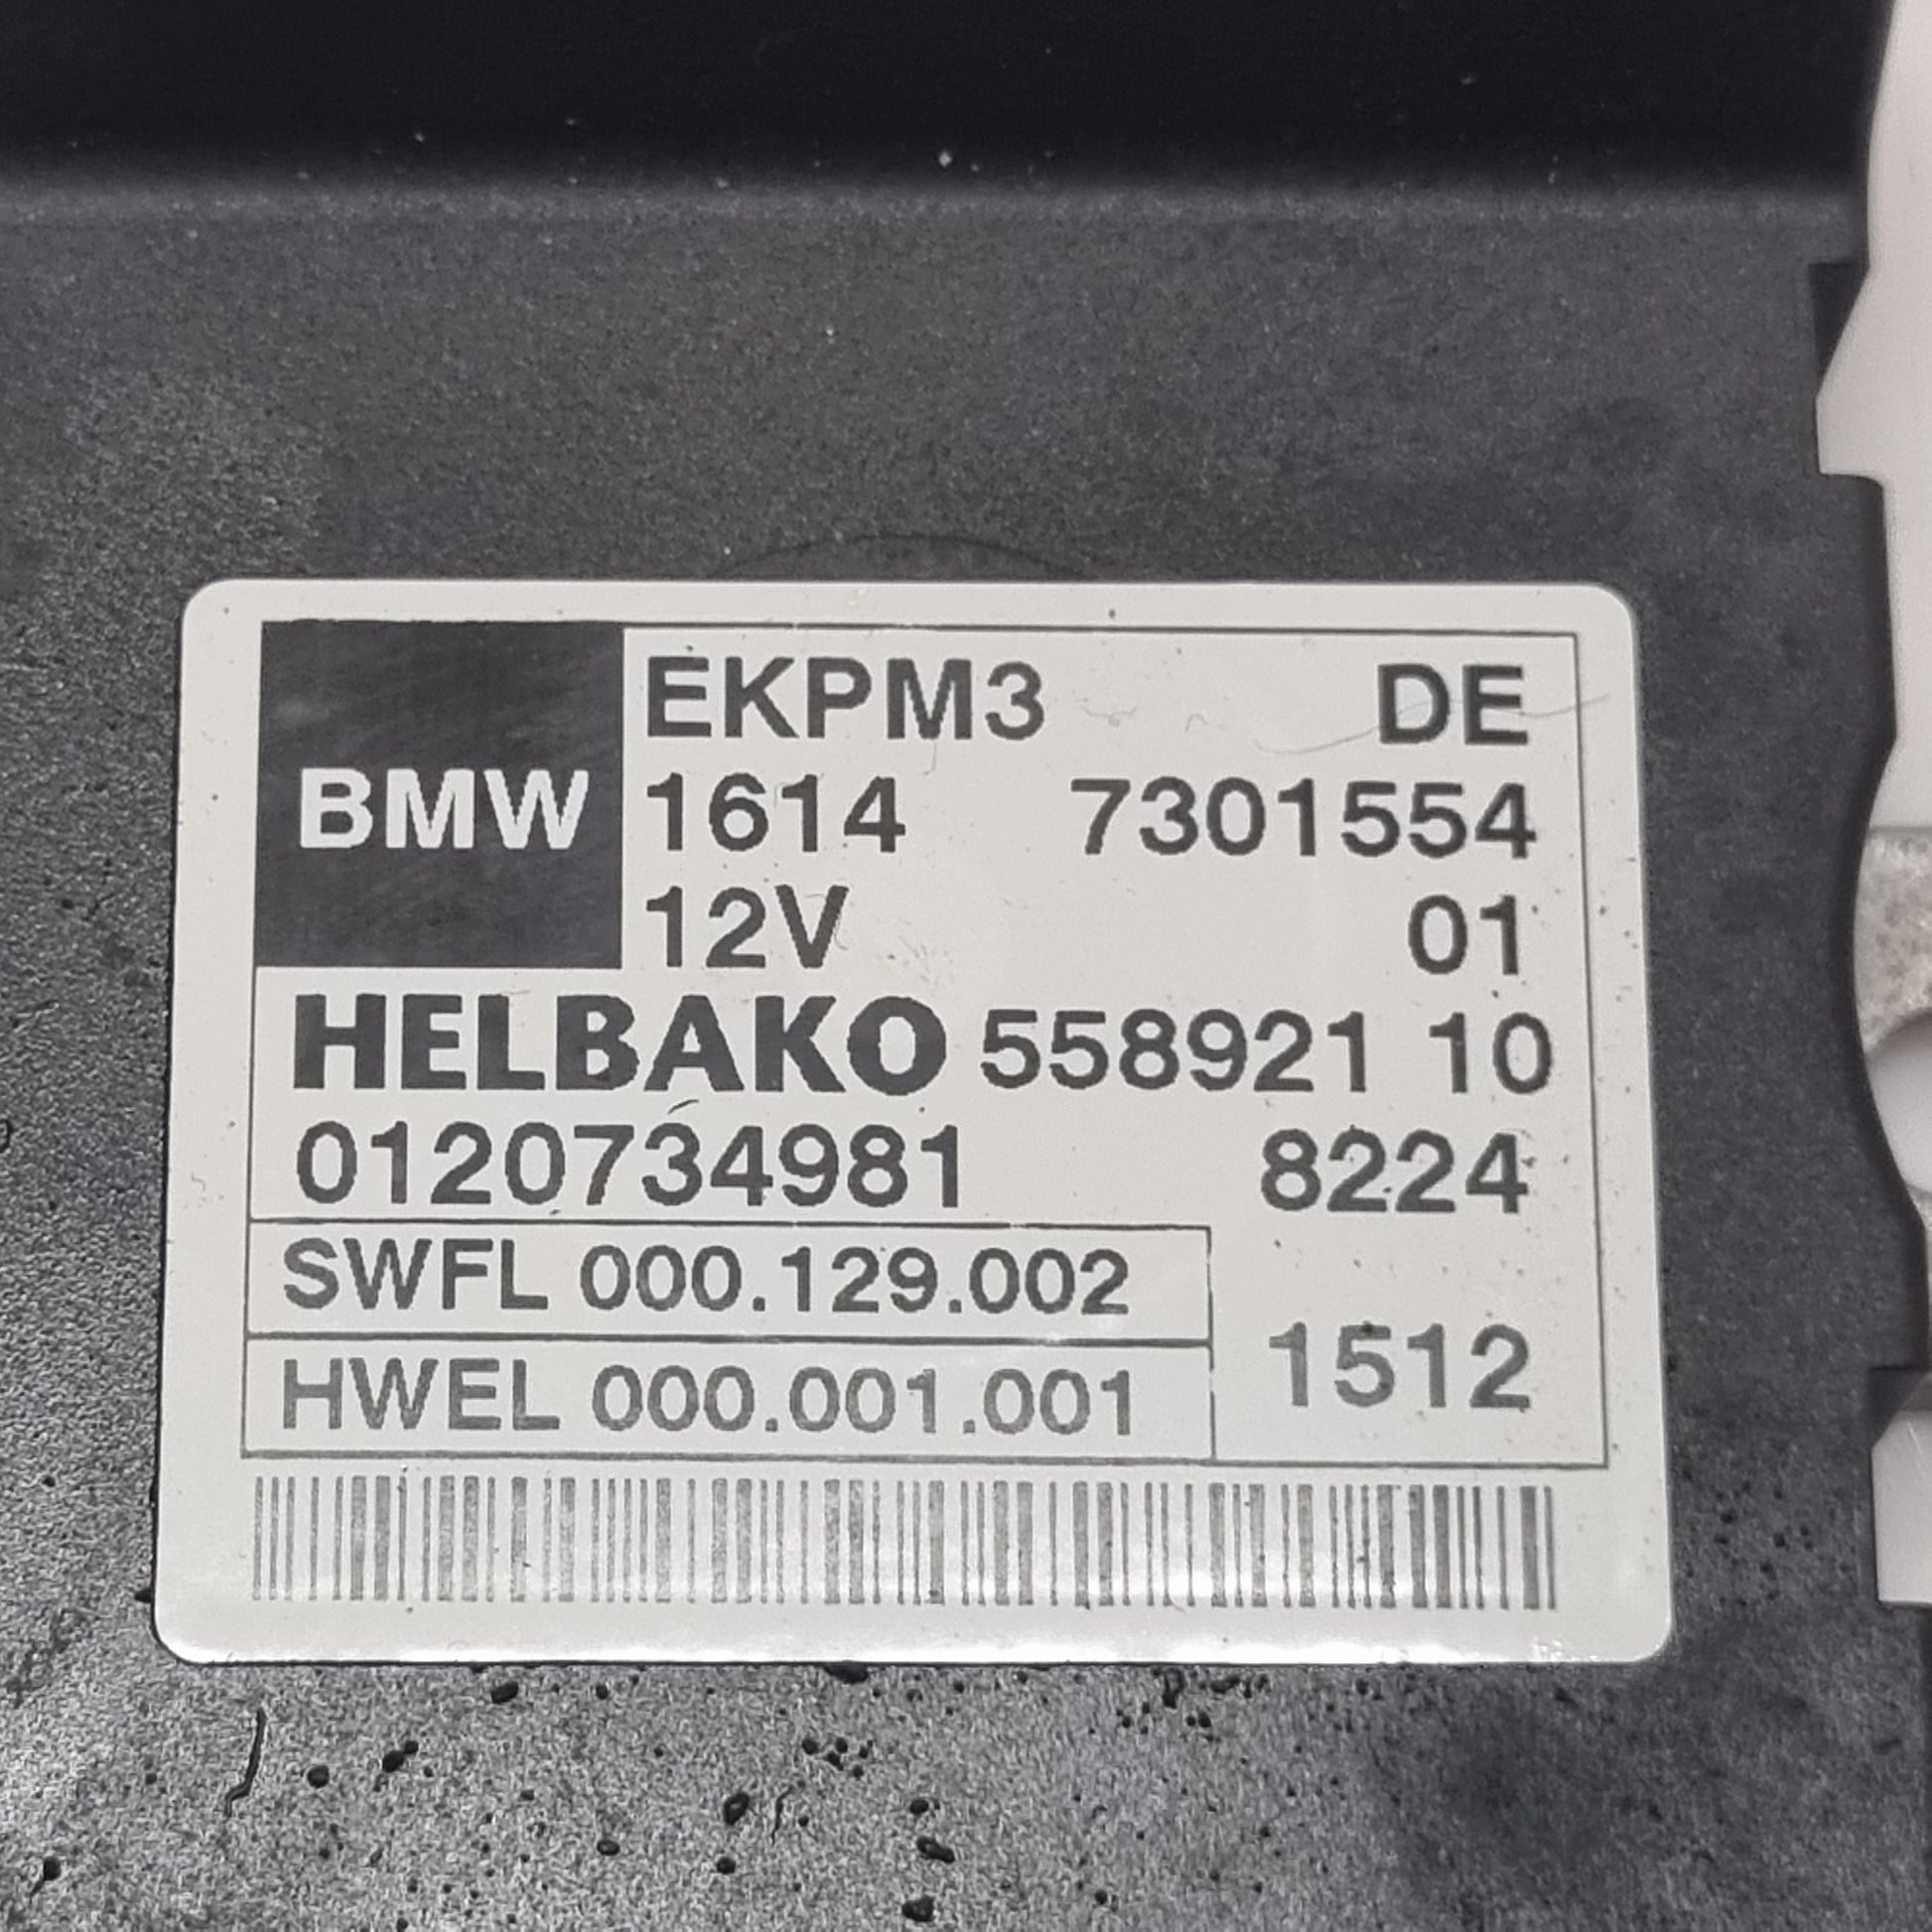 EKPM3 DE
BMW 1614 7301554
12V 01
HELBAKO 558921 10
0120734981 8224
SWFL 000.129.002
HWEL 000.001.001 1512